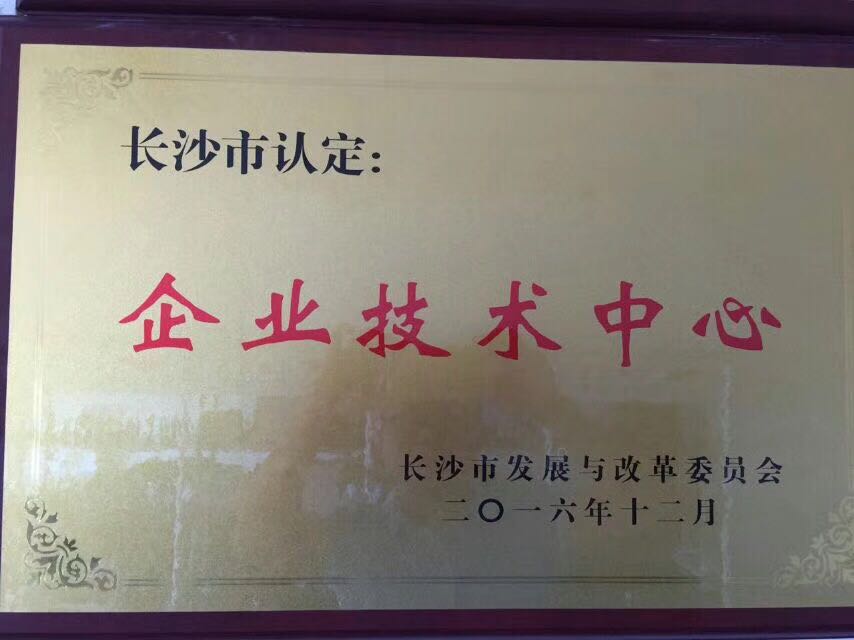 长沙市认定：
企业技术中心
长沙市发展与改革委员会
二〇一六年十二月